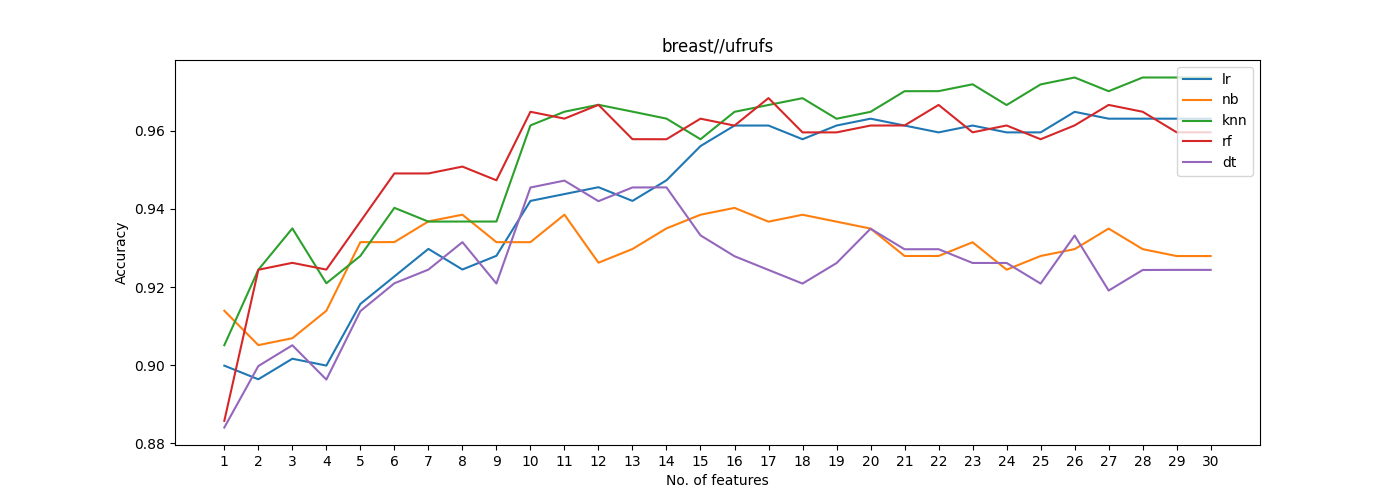 breast//ufrufs
lr
nb
knn
rf
dt
0.96
0.94
0.92
0.90
0.88
Accuracy
1 2 3 4 5 6 7 8 9 10 11 12 13 14 15 16 17 18 19 20 21 22 23 24 25 26 27 28 29 30
No. of features